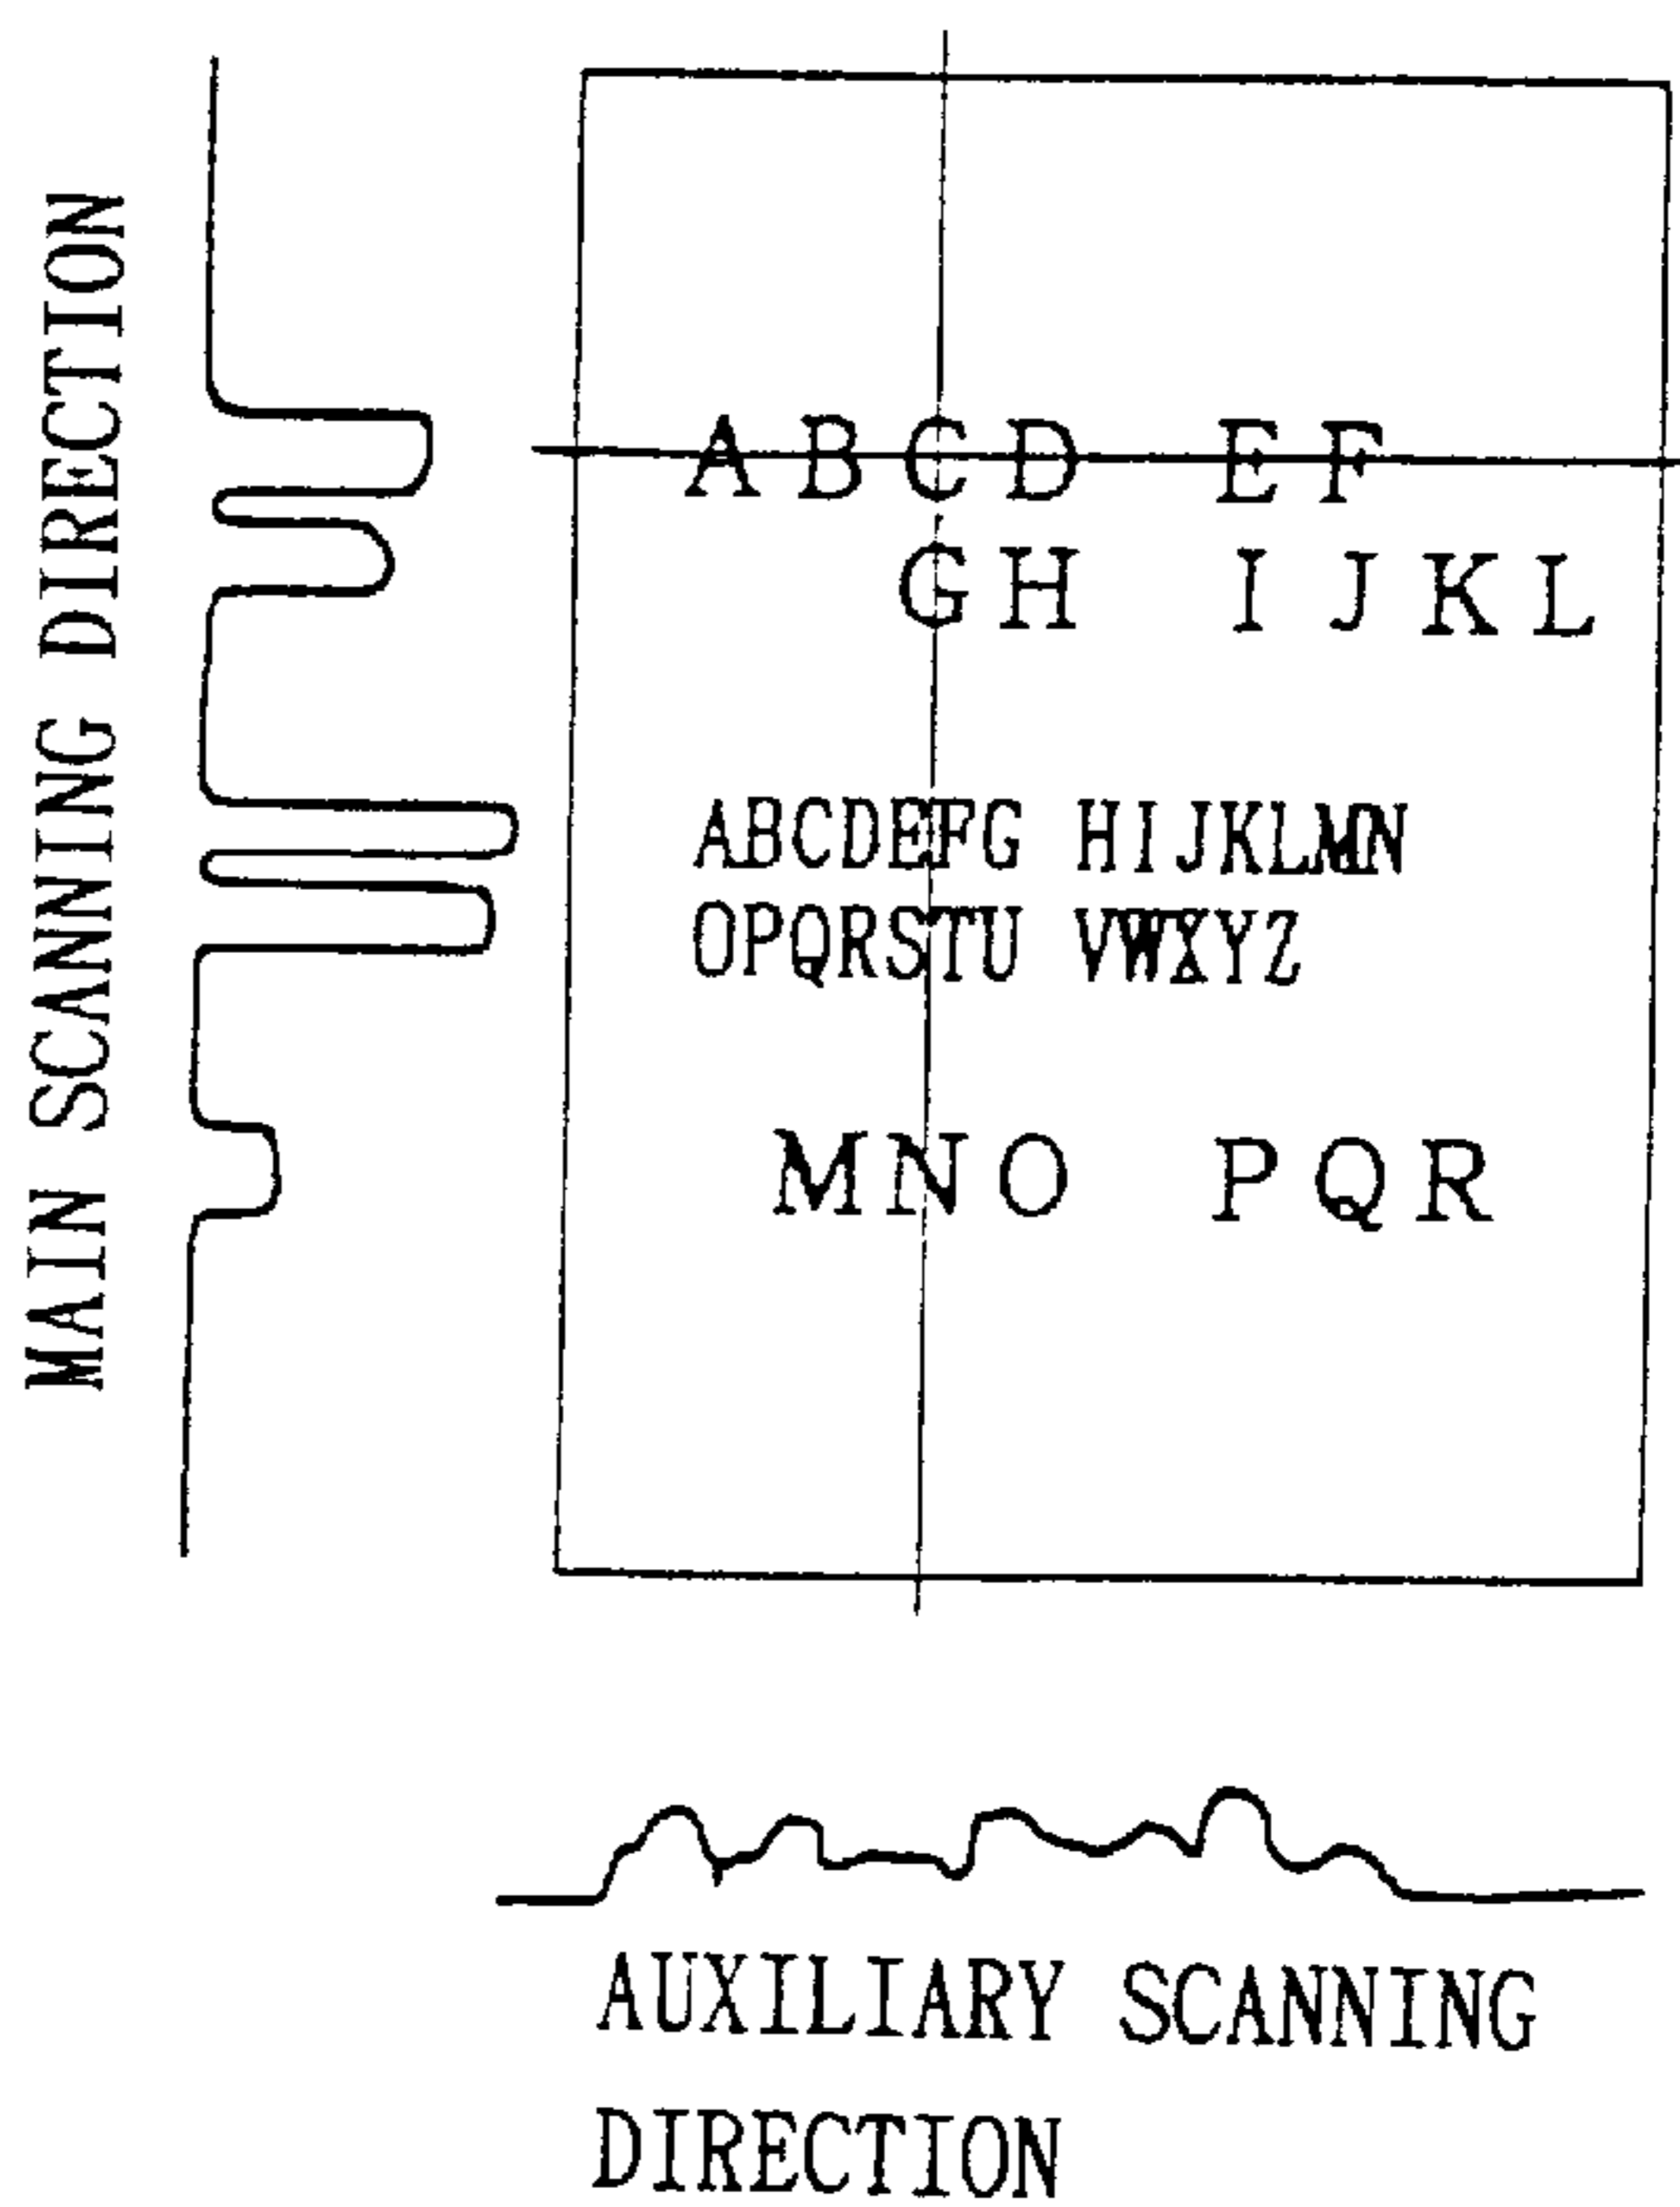 MAIN SCANNING DIRECTION
ABCD EF
GH IJKL
ABCDEFG HIJKLMN
OPQRSTU VWXYZ
MNO PQR
AUXILIARY SCANNING
DIRECTION